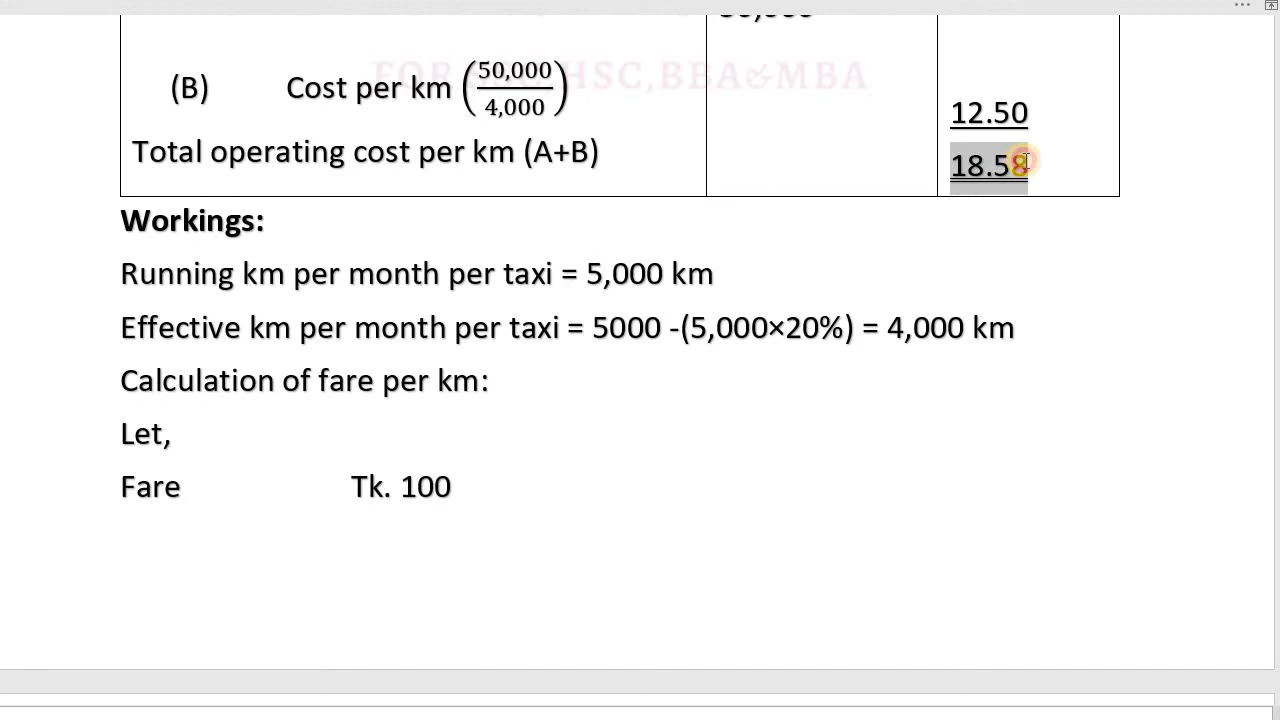 (B) Cost per km (50,000/4,000)
12.50
Total operating cost per km (A+B)
18.58
Workings:
Running km per month per taxi = 5,000 km
Effective km per month per taxi = 5000 -(5,000×20%) = 4,000 km
Calculation of fare per km:
Let,
Fare Tk. 100